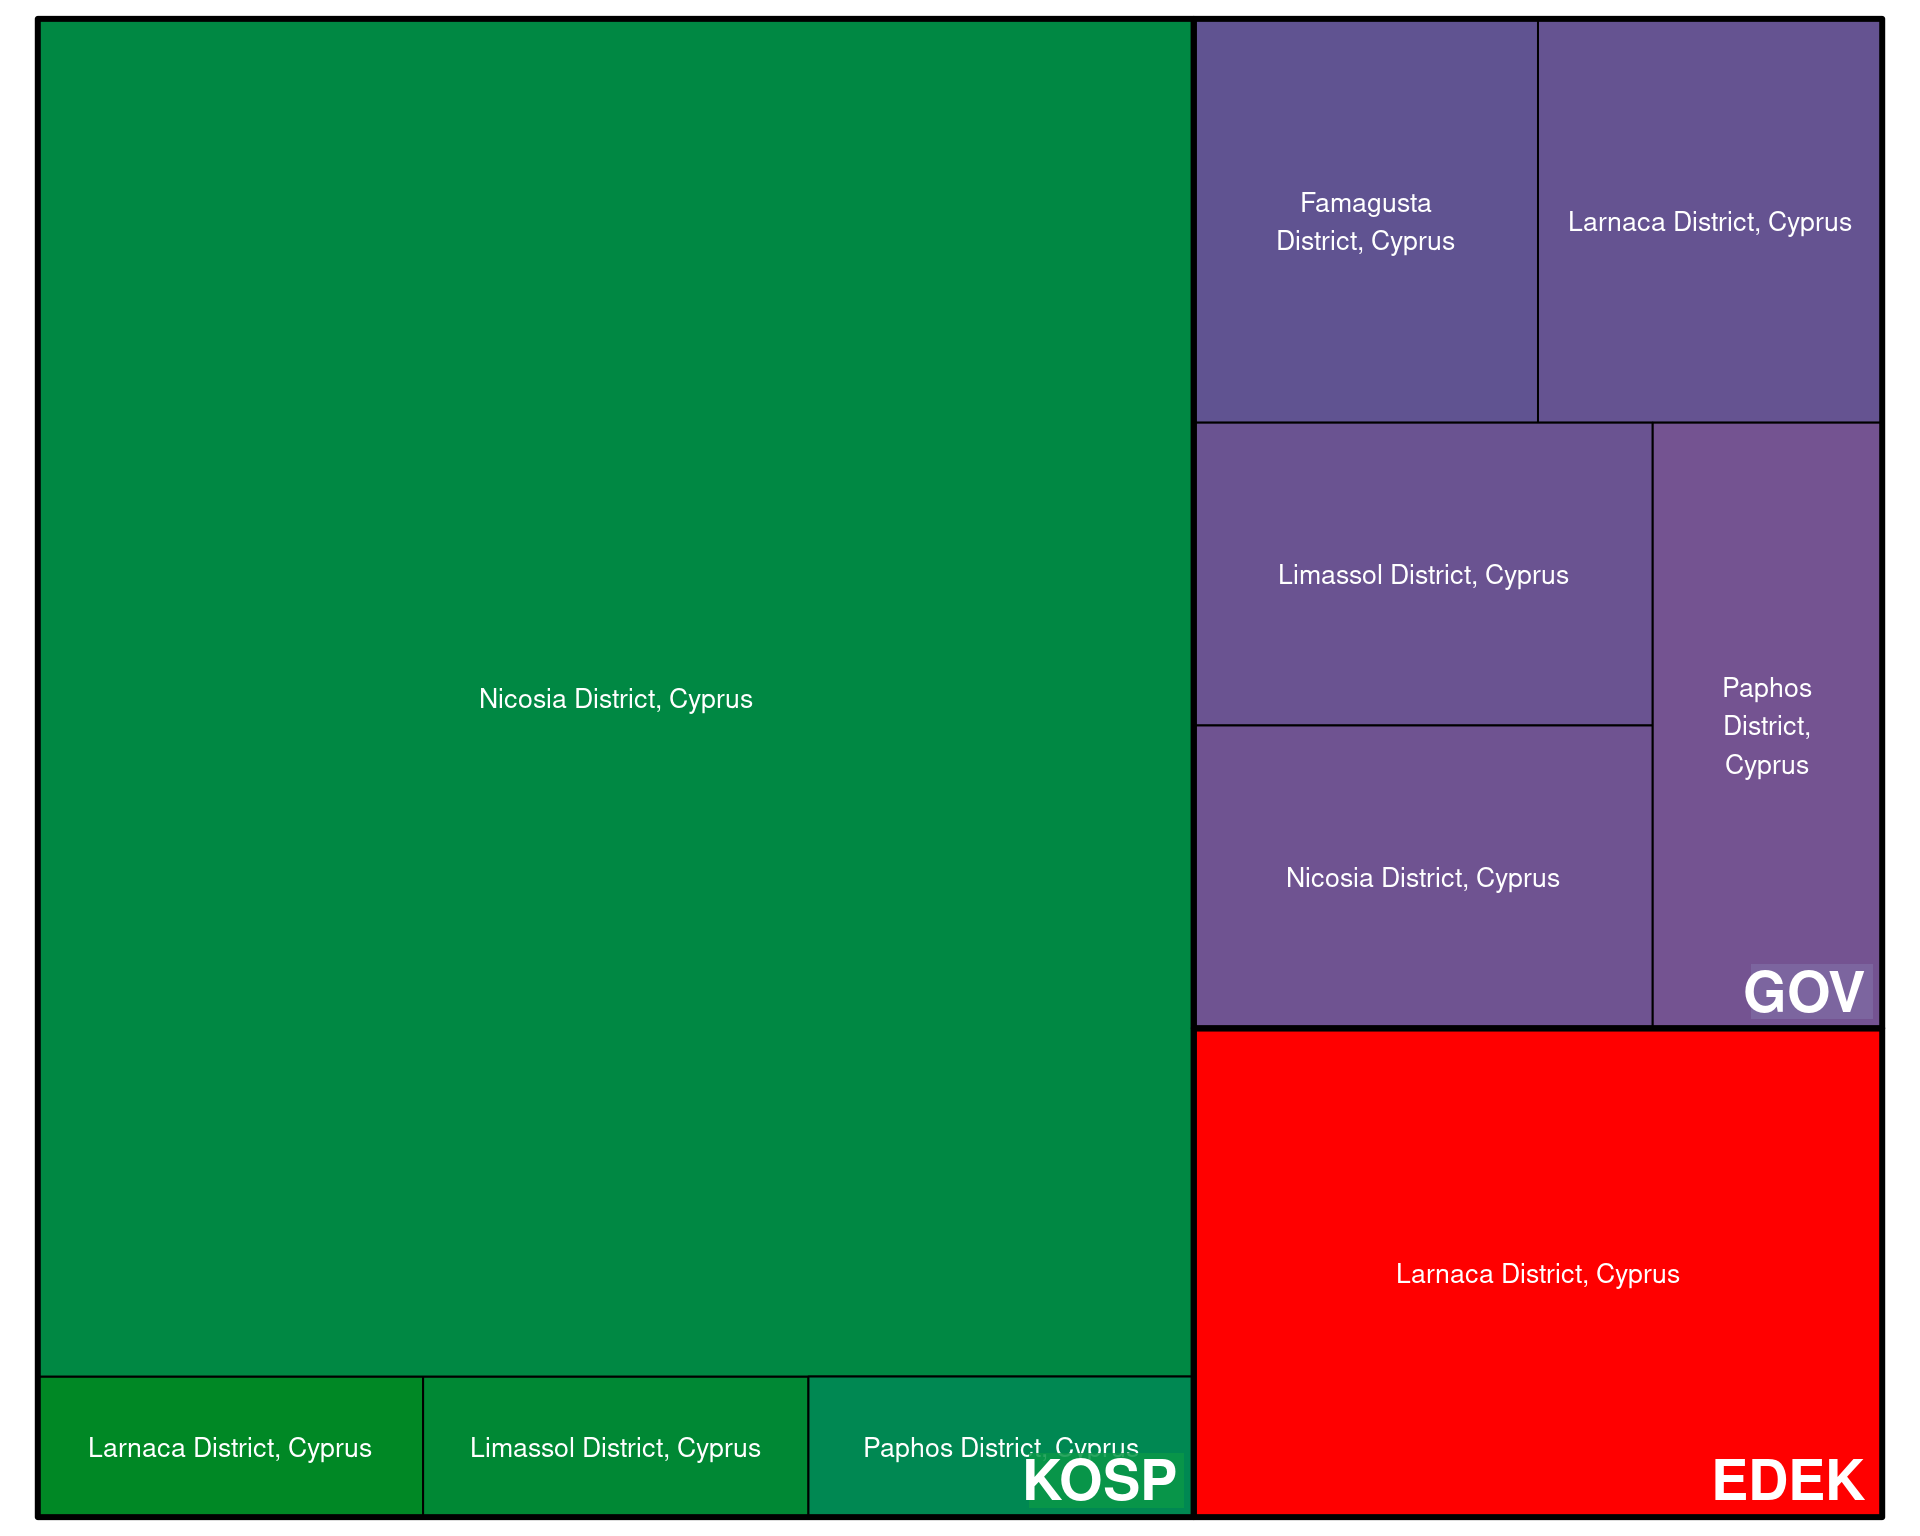 Nicosia District, Cyprus
Larnaca District, Cyprus
Limassol District, Cyprus
Paphos District, Cyprus
KOSP
Famagusta
District, Cyprus
Larnaca District, Cyprus
Limassol District, Cyprus
Nicosia District, Cyprus
Paphos
District,
Cyprus
GOV
Larnaca District, Cyprus
EDEK